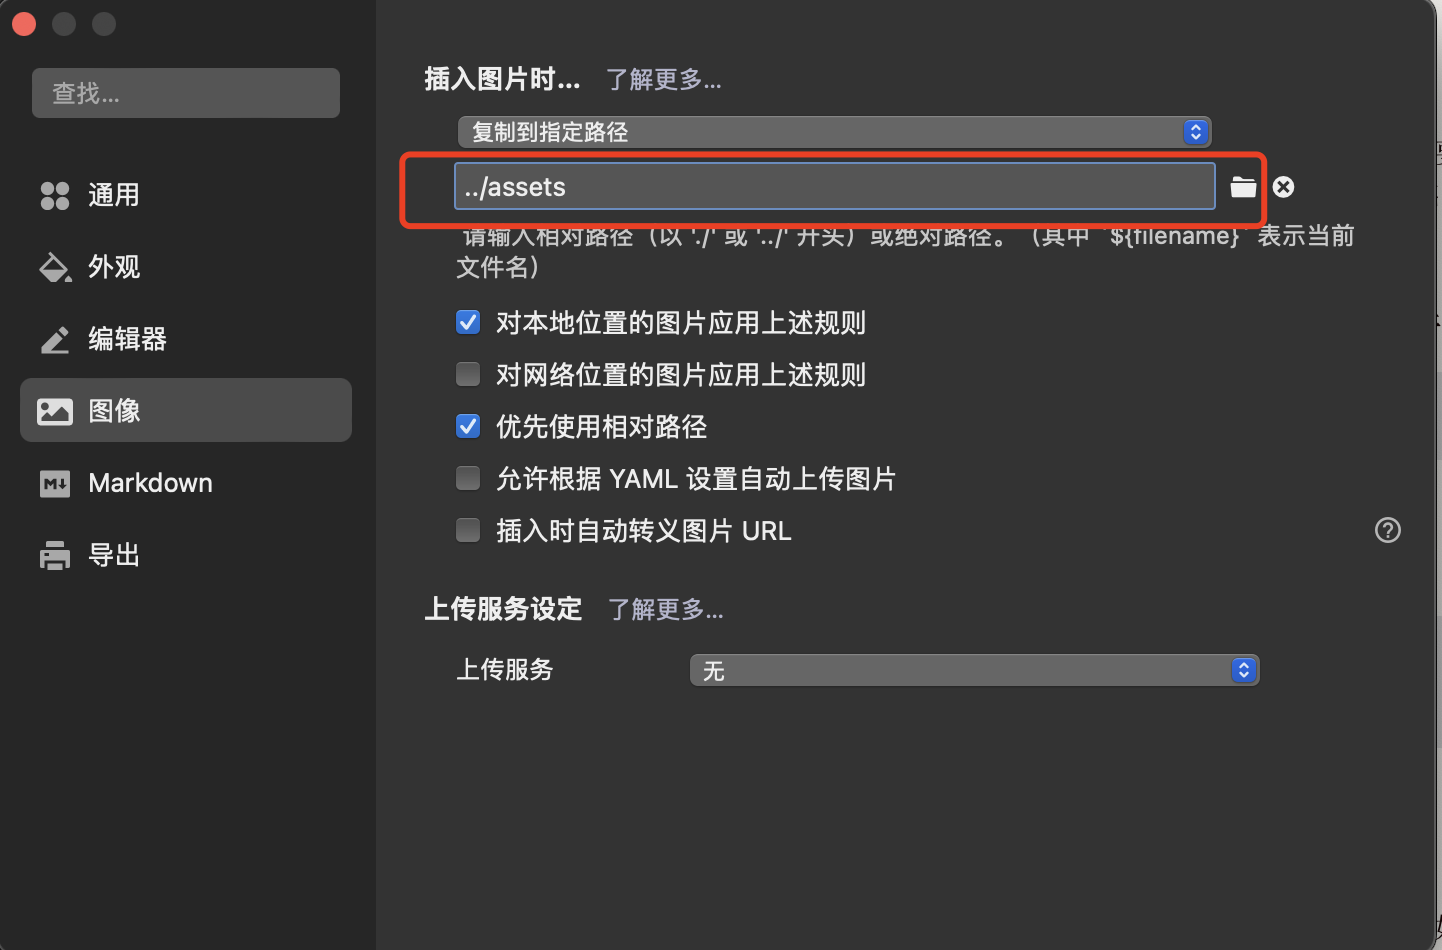 查找...
通用
外观
编辑器
图像
Markdown
导出
插入图片时... 了解更多...
复制到指定路径
../assets
请输入相对路径（以 './' 或 '../' 开头）或绝对路径。（其中 `${filename}` 表示当前
文件名）
对本地位置的图片应用上述规则
对网络位置的图片应用上述规则
优先使用相对路径
允许根据 YAML 设置自动上传图片
插入时自动转义图片 URL
上传服务设定 了解更多...
上传服务 无